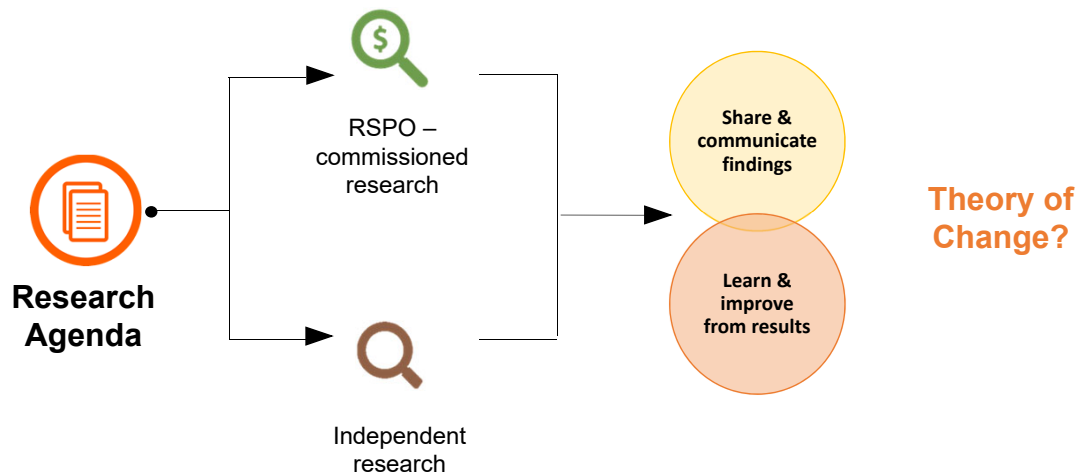 Research
Agenda
$
RSPO –
commissioned
research
Independent
research
Share &
communicate
findings
Learn &
improve
from results
Theory of
Change?